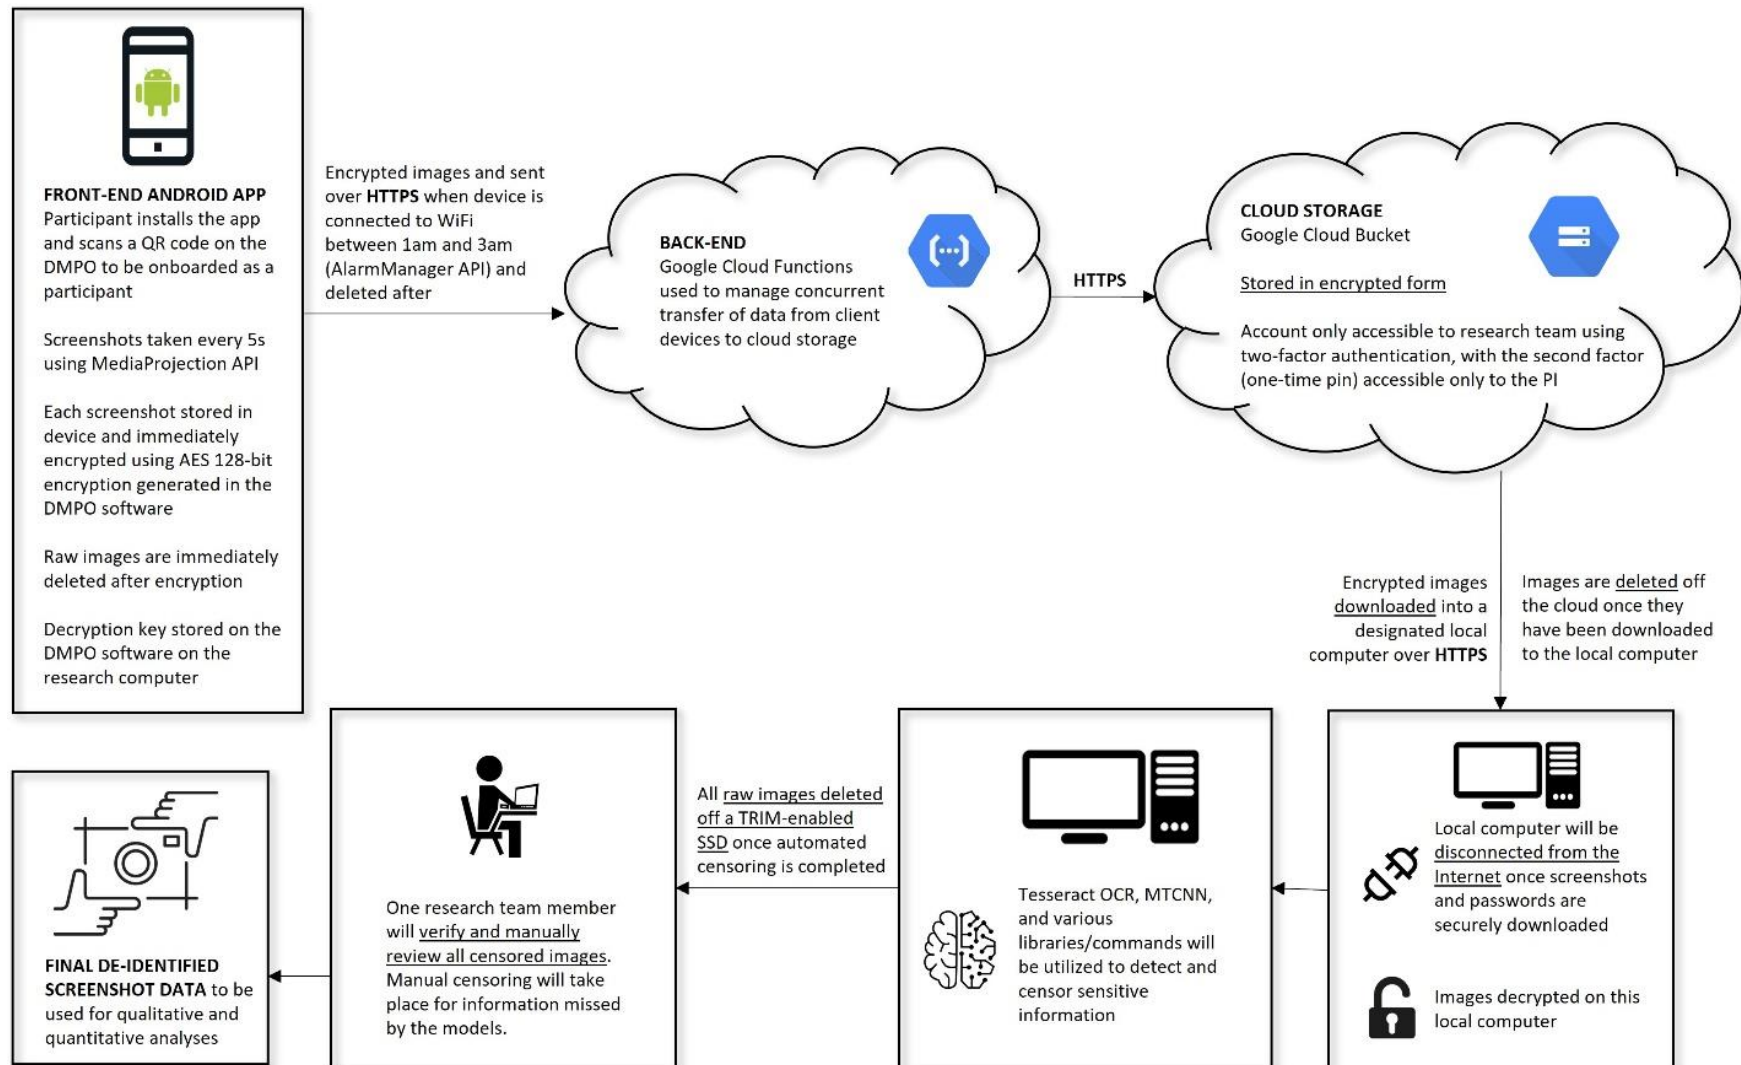 FRONT-END ANDROID APP
Participant installs the app
and scans a QR code on the
DMPO to be onboarded as a
participant
Screenshots taken every 5s
using MediaProjection API
Each screenshot stored in
device and immediately
encrypted using AES 128-bit
encryption generated in the
DMPO software
Raw images are immediately
deleted after encryption
Decryption key stored on the
DMPO software on the
research computer
Encrypted images and sent
over HTTPS when device is
connected to WiFi
between 1am and 3am
(AlarmManager API) and
deleted after
BACK-END
Google Cloud Functions
used to manage concurrent
transfer of data from client
devices to cloud storage
HTTPS
CLOUD STORAGE
Google Cloud Bucket
Stored in encrypted form
Account only accessible to research team using
two-factor authentication, with the second factor
(one-time pin) accessible only to the PI
Encrypted images
downloaded into a
designated local
computer over HTTPS
Images are deleted off
the cloud once they
have been downloaded
to the local computer
Local computer will be
disconnected from the
Internet once screenshots
and passwords are
securely downloaded
Images decrypted on this
local computer
Tesseract OCR, MTCNN,
and various
libraries/commands will
be utilized to detect and
censor sensitive
information
All raw images deleted
off a TRIM-enabled
SSD once automated
censoring is completed
One research team member
will verify and manually
review all censored images.
Manual censoring will take
place for information missed
by the models.
FINAL DE-IDENTIFIED
SCREENSHOT DATA to be
used for qualitative and
quantitative analyses